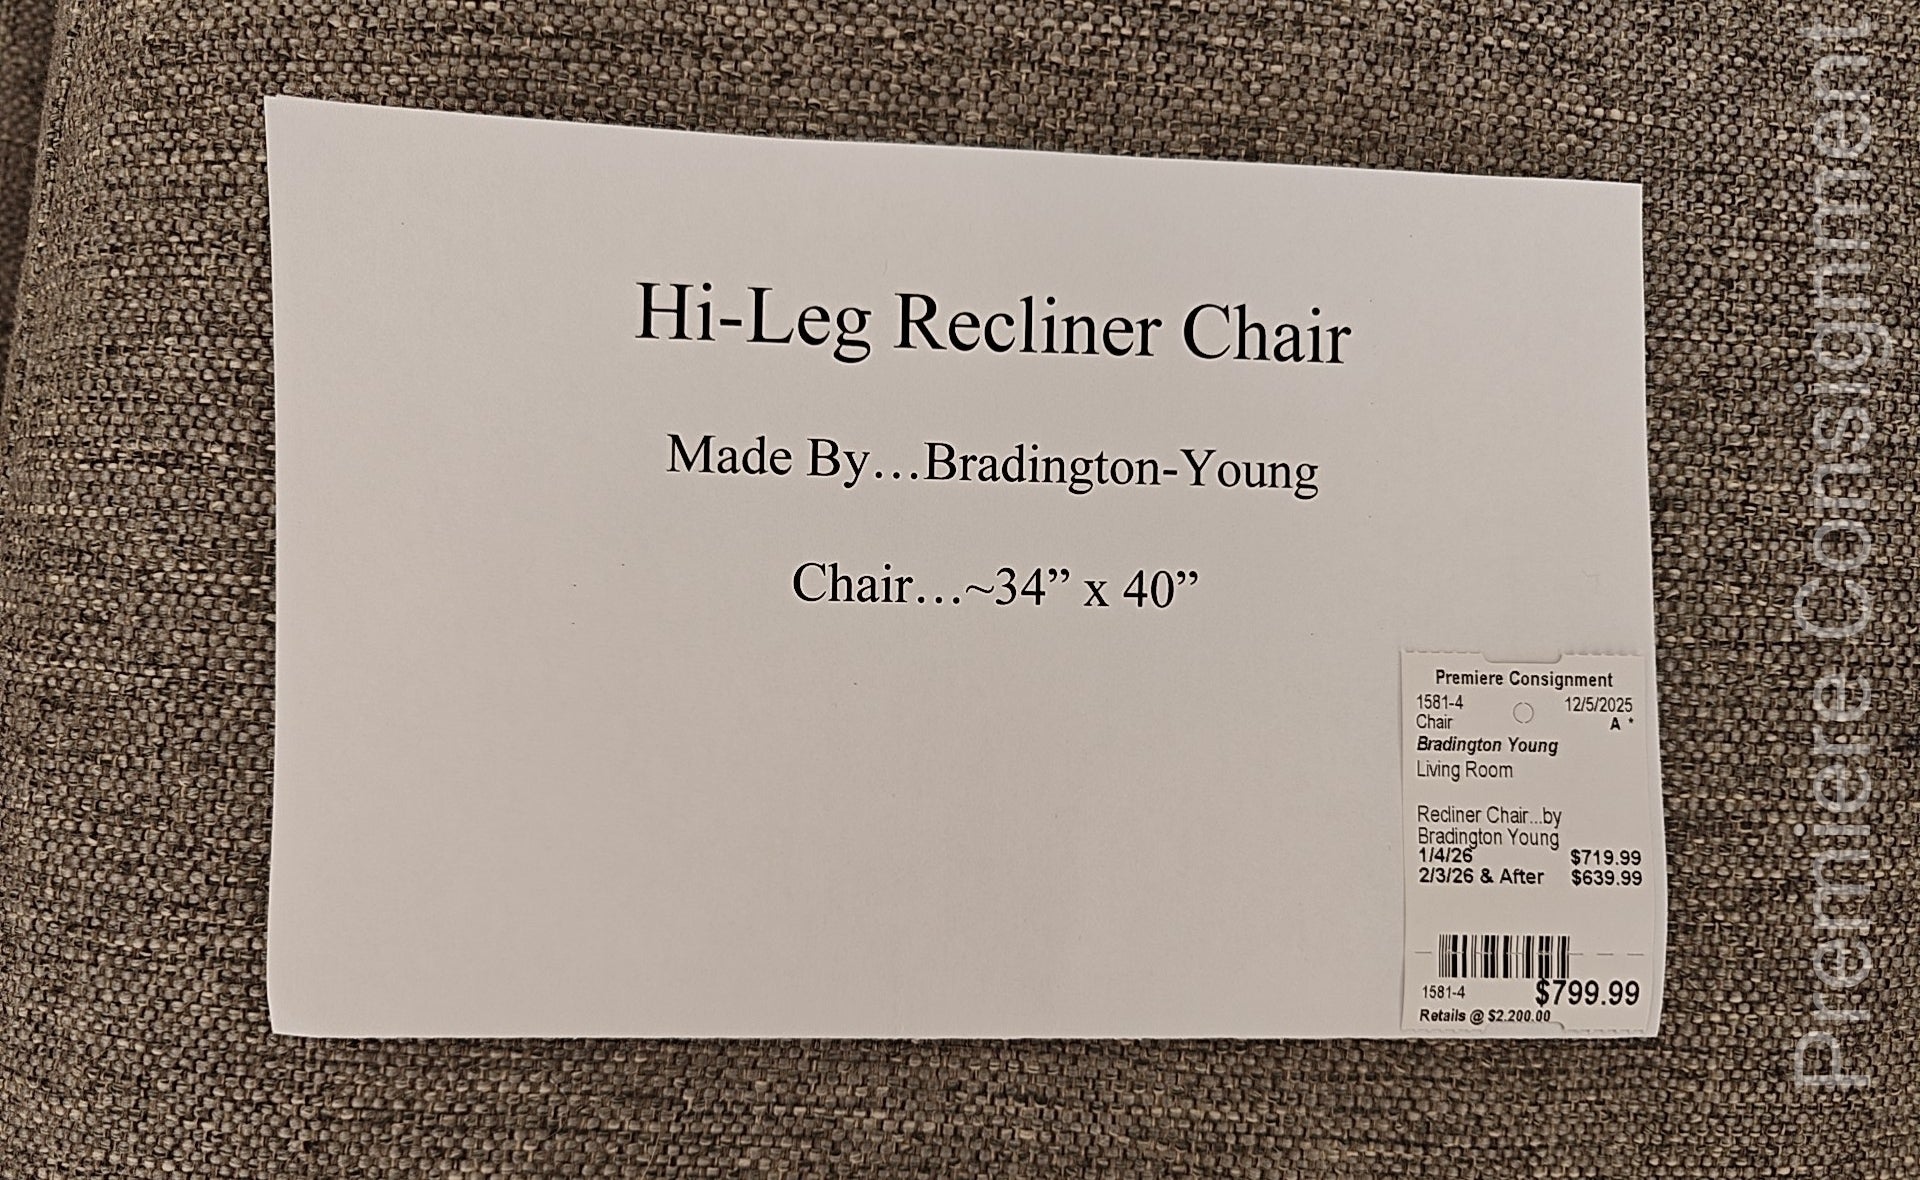 Hi-Leg Recliner Chair
Made By…Bradington-Young
Chair…~34” x 40”
Premiere Consignment
1581-4 12/5/2025
Chair A *
Bradington Young
Living Room
Recliner Chair...by
Bradington Young
1/4/26 $719.99
2/3/26 & After $639.99
1581-4 $799.99
Retails @ $2,200.00
Premiere Consignment